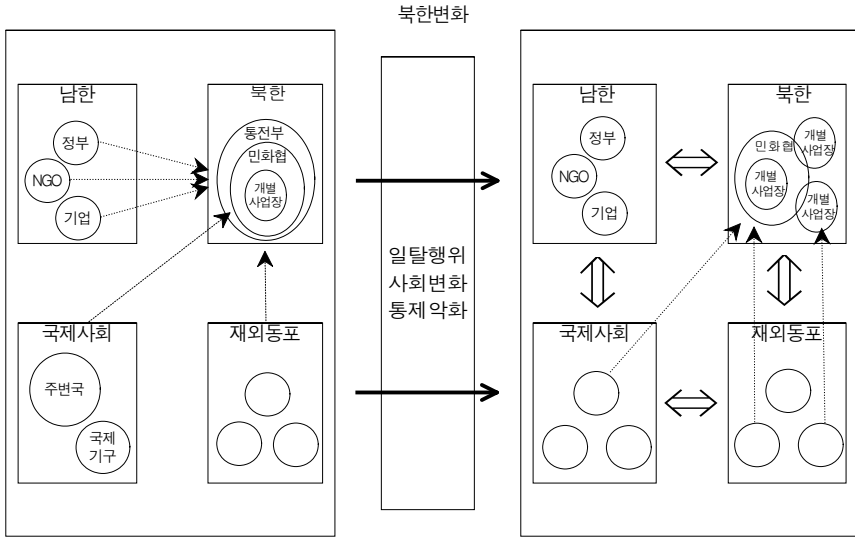 북한변화
남한
정부
NGO
기업
북한
통전부
민화협
개별
사업장
국제사회
주변국
국제
기구
재외동포
일탈행위
사회변화
통제악화
남한
정부
NGO
기업
북한
민화협
개별
사업장
개별
사업장
개별
사업장
국제사회
재외동포